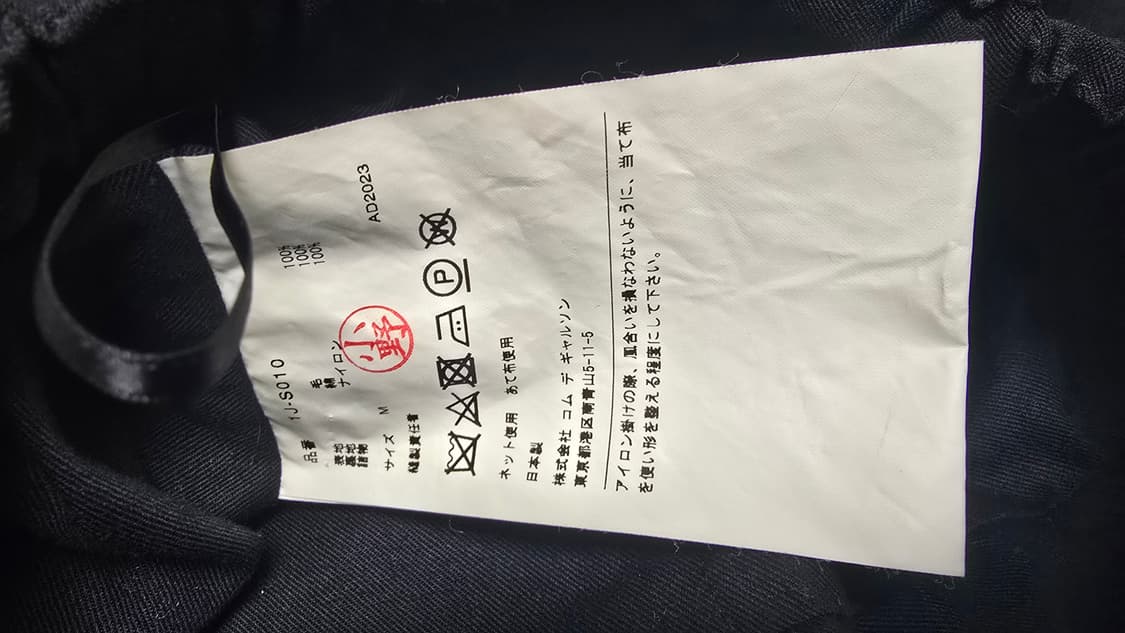 品番 1J-S010
表地 毛 100%
裏地 綿 100%
詰物 ナイロン 100%
サイズ M AD2023
縫製責任者 小野
P
W
ネット使用 あて布使用
日本製
株式会社 コム デ ギャルソン
東京都港区南青山5-11-5
アイロン掛けの際、風合いを損なわないように、当て布
を使い形を整える程度にして下さい。